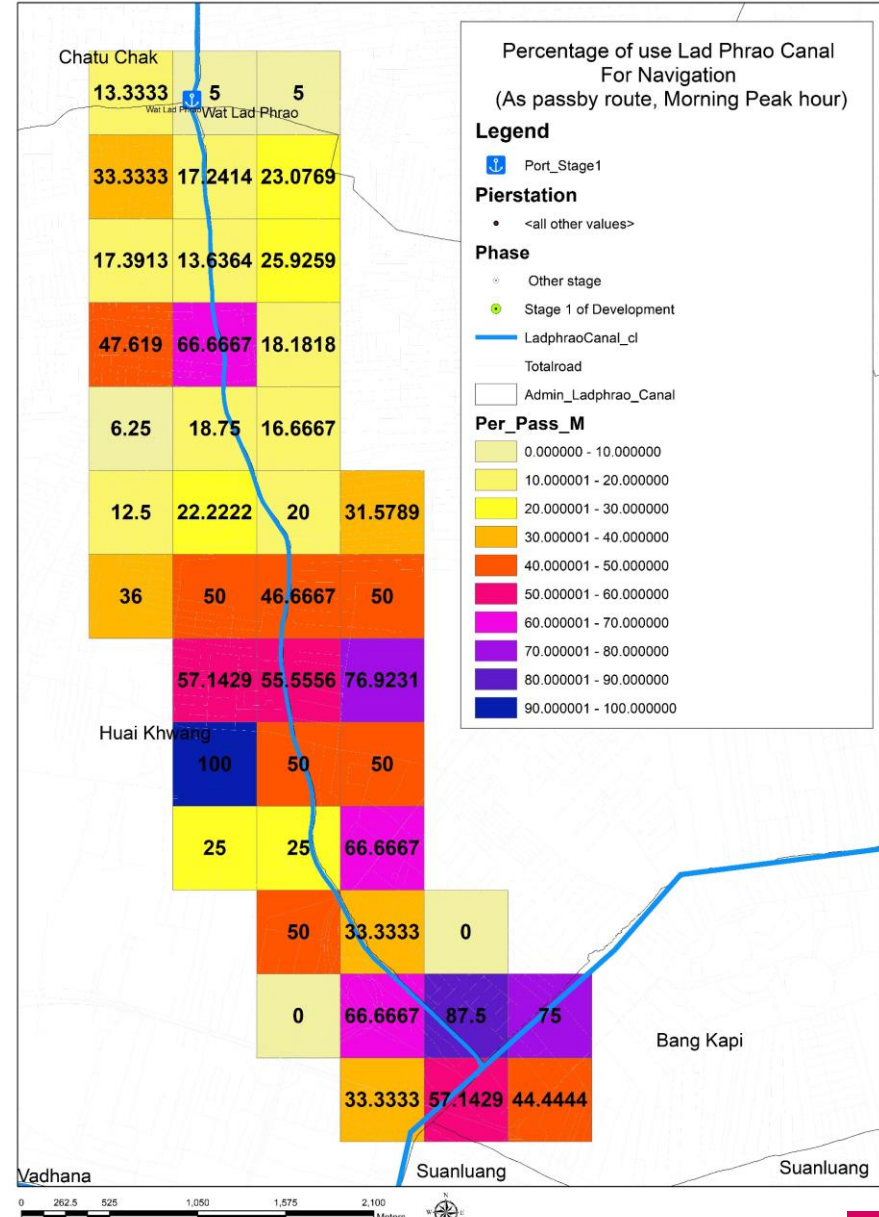 Percentage of use Lad Phrao Canal
For Navigation
(As passby route, Morning Peak hour)
Legend
Port_Stage1
Pierstation
<all other values>
Phase
Other stage
Stage 1 of Development
LadphraoCanal_cl
Totalroad
Admin_Ladphrao_Canal
Per_Pass_M
0.000000 - 10.000000
10.000001 - 20.000000
20.000001 - 30.000000
30.000001 - 40.000000
40.000001 - 50.000000
50.000001 - 60.000000
60.000001 - 70.000000
70.000001 - 80.000000
80.000001 - 90.000000
90.000001 - 100.000000
Chatu Chak
13.3333 5 5
Wat Lad Phrao Wat Lad Phrao
33.3333 17.2414 23.0769
17.3913 13.6364 25.9259
47.619 66.6667 18.1818
6.25 18.75 16.6667
12.5 22.2222 20 31.5789
36 50 46.6667 50
57.1429 55.5556 76.9231
Huai Khwang
100 50 50
25 25 66.6667
50 33.3333 0
0 66.6667 87.5 75
Bang Kapi
33.3333 57.1429 44.4444
Vadhana Suanluang Suanluang
0 262.5 525 1,050 1,575 2,100
Meters
N
W E